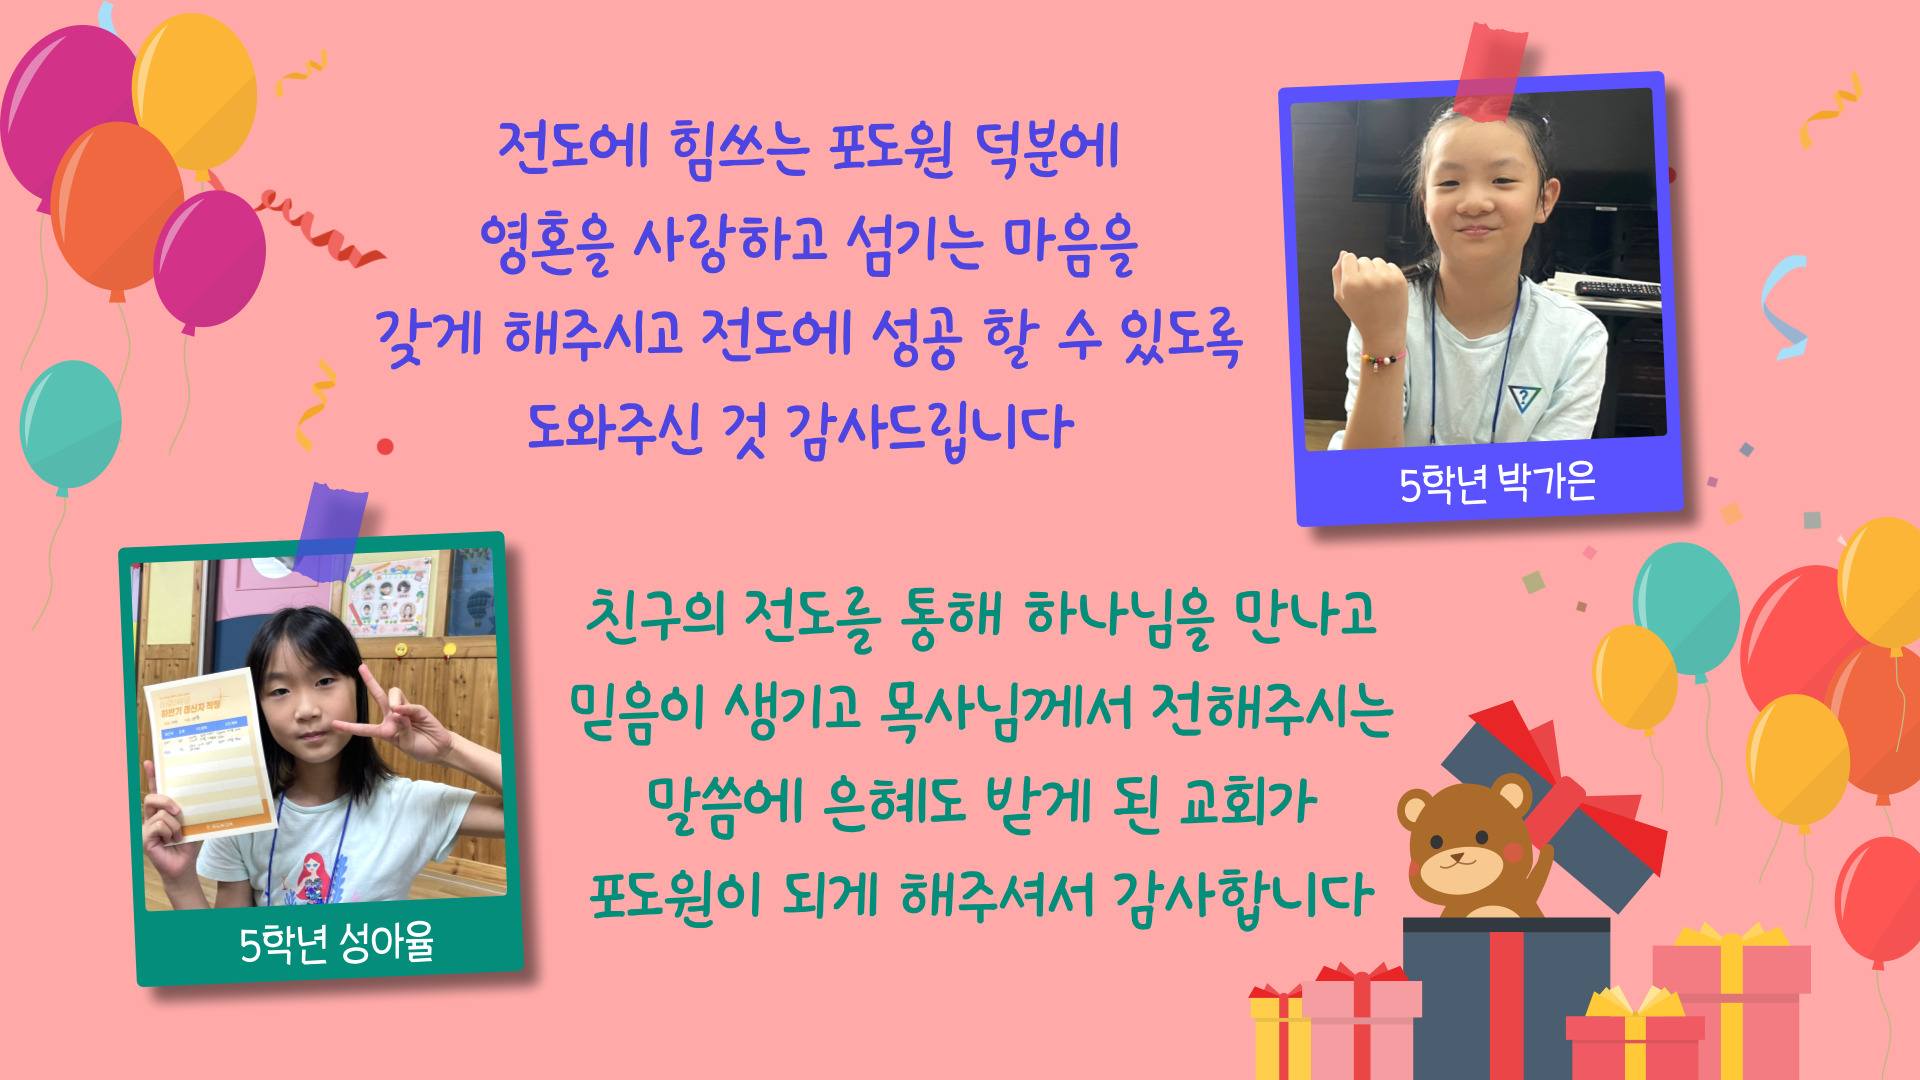 전도에 힘쓰는 포도원 덕분에
영혼을 사랑하고 섬기는 마음을
갖게 해주시고 전도에 성공 할 수 있도록
도와주신 것 감사드립니다
5학년 박가은
?
친구의 전도를 통해 하나님을 만나고
믿음이 생기고 목사님께서 전해주시는
말씀에 은혜도 받게 된 교회가
포도원이 되게 해주셔서 감사합니다
하반기 갱신자 작정
5학년 성아율